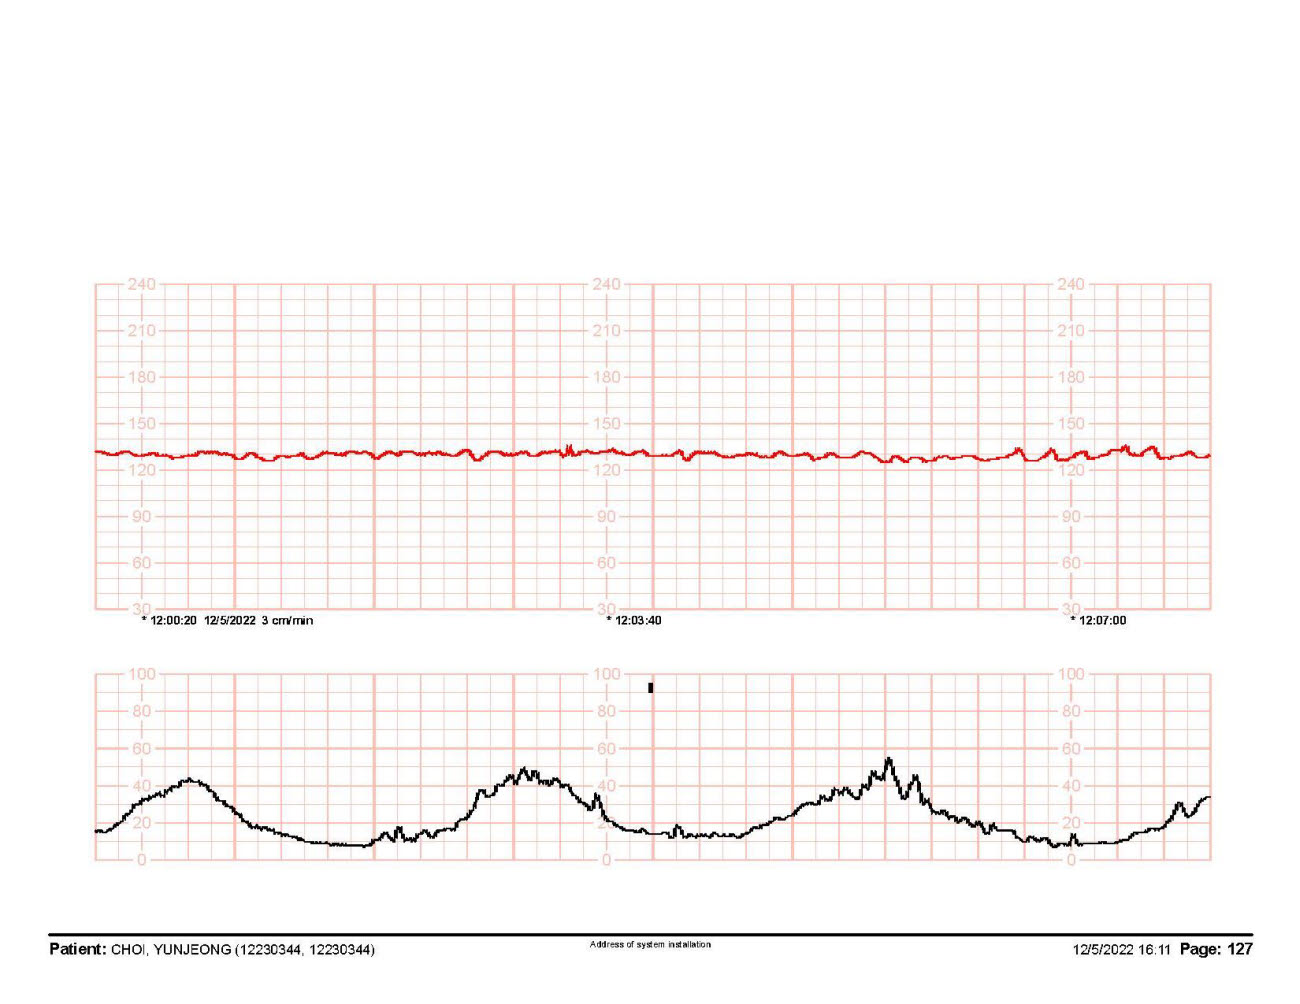 240 240 240
210 210 210
180 180 180
150 150 150
120 120 120
90 90 90
60 60 60
30 30 30
* 12:00:20 12/5/2022 3 cm/min * 12:03:40 * 12:07:00
100 100 100
80 80 80
60 60 60
40 40 40
20 20 20
0 0 0
Patient: CHOI, YUNJEONG (12230344, 12230344) Address of system installation 12/5/2022 16:11 Page: 127